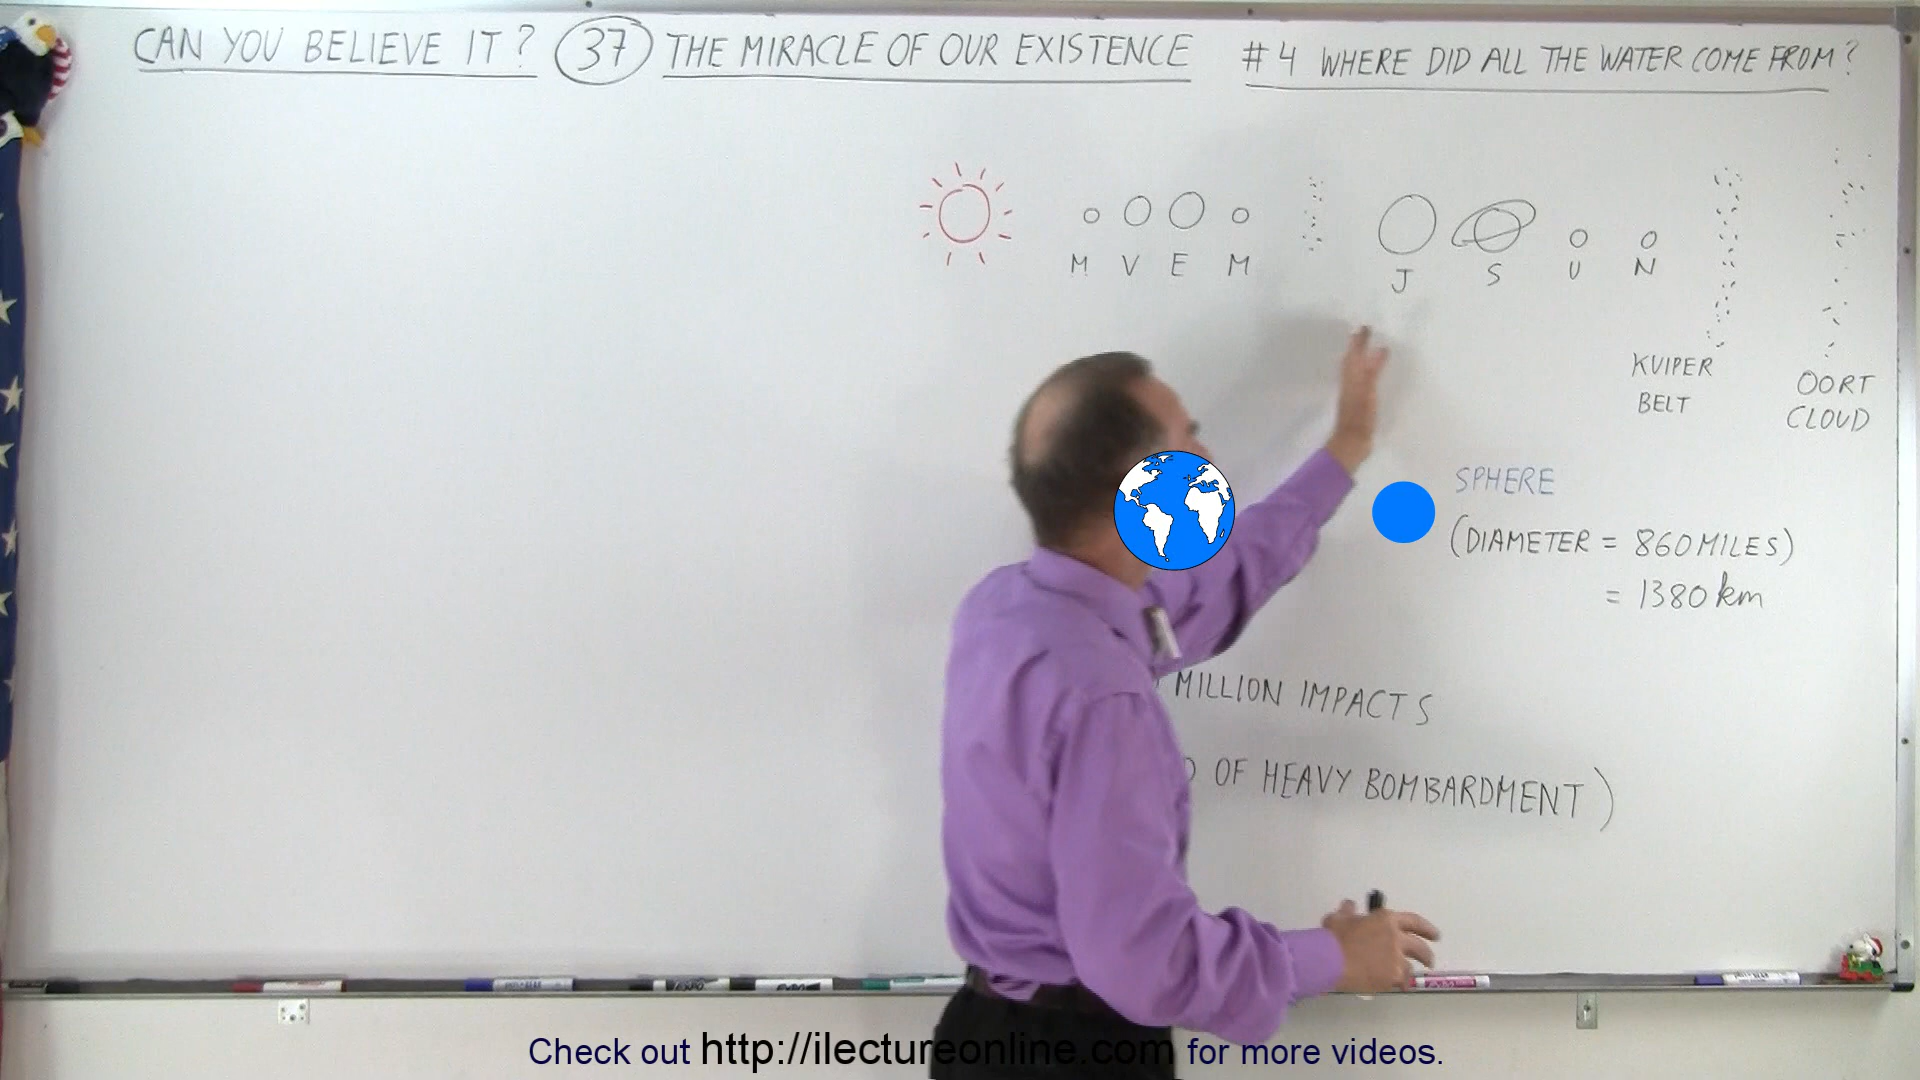 CAN YOU BELIEVE IT? 37 THE MIRACLE OF OUR EXISTENCE #4 WHERE DID ALL THE WATER COME FROM?
M V E M J S U N
KUIPER
BELT
OORT
CLOUD
SPHERE
(DIAMETER = 860 MILES)
= 1380 km
MILLION IMPACTS
OF HEAVY BOMBARDMENT)
EXPO
Check out http://ilectureonline.com for more videos.